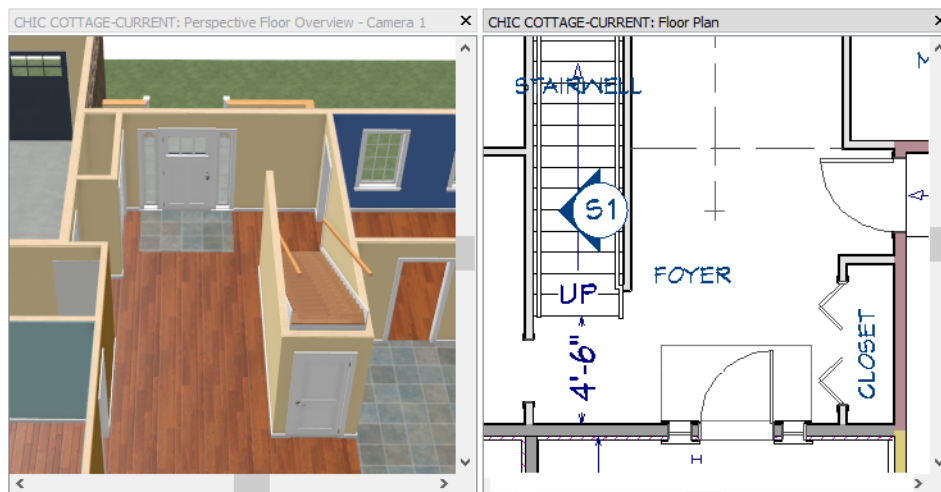 CHIC COTTAGE-CURRENT: Perspective Floor Overview - Camera 1
CHIC COTTAGE-CURRENT: Floor Plan
STAIRWELL
M
S1
FOYER
UP
4'-6"
CLOSET